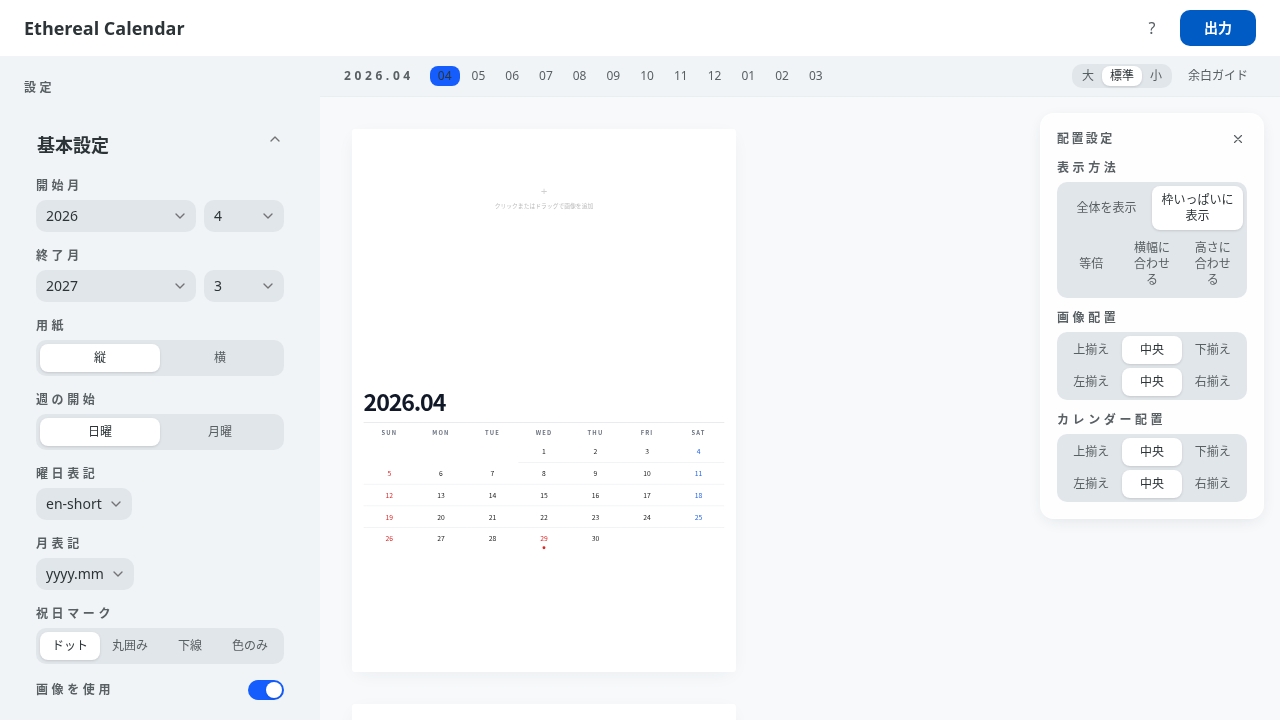 Ethereal Calendar
?
出力
設定
2026.04
04 05 06 07 08 09 10 11 12 01 02 03
大 標準 小
余白ガイド
基本設定
開始月
2026
4
終了月
2027
3
用紙
縦
横
週の開始
日曜
月曜
曜日表記
en-short
月表記
yyyy.mm
祝日マーク
ドット
丸囲み
下線
色のみ
画像を使用
+
クリックまたはドラッグで画像を追加
2026.04
SUN MON TUE WED THU FRI SAT
1 2 3 4
5 6 7 8 9 10 11
12 13 14 15 16 17 18
19 20 21 22 23 24 25
26 27 28 29 30
配置設定
表示方法
全体を表示
枠いっぱいに
表示
等倍
横幅に
合わせ
る
高さに
合わせ
る
画像配置
上揃え 中央 下揃え
左揃え 中央 右揃え
カレンダー配置
上揃え 中央 下揃え
左揃え 中央 右揃え